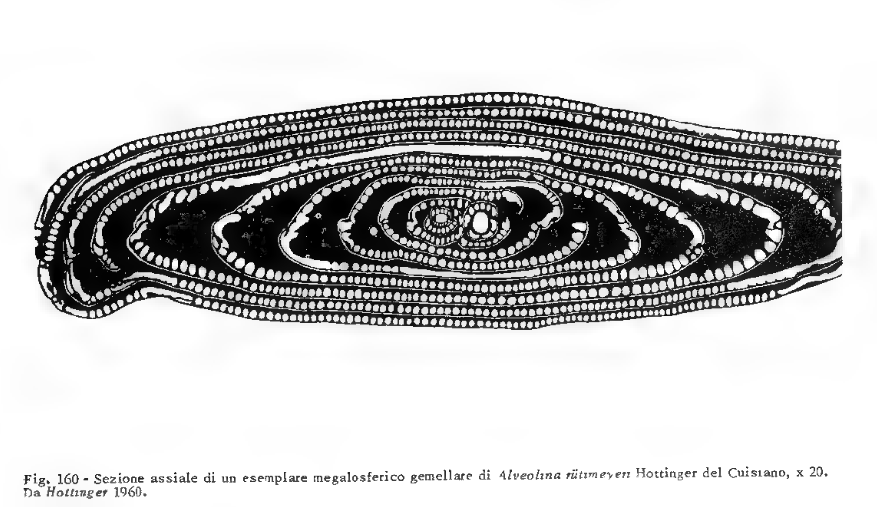 Fig. 160 - Sezione assiale di un esemplare megalosferico gemellare di Alveolina rütimeyeri Hottinger del Cuisiano, x 20.
Da Hottinger 1960.